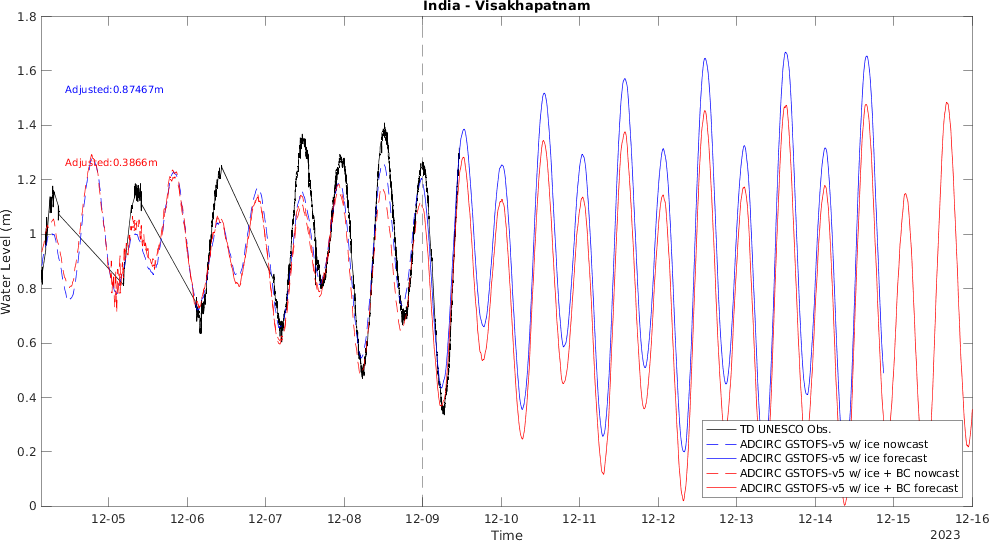 India - Visakhapatnam
1.8
1.6
1.4
1.2
1
0.8
0.6
0.4
0.2
0
Water Level (m)
Adjusted:0.87467m
Adjusted:0.3866m
TD UNESCO Obs.
ADCIRC GSTOFS-v5 w/ ice nowcast
ADCIRC GSTOFS-v5 w/ ice forecast
ADCIRC GSTOFS-v5 w/ ice + BC nowcast
ADCIRC GSTOFS-v5 w/ ice + BC forecast
12-05 12-06 12-07 12-08 12-09 12-10 12-11 12-12 12-13 12-14 12-15 12-16
Time
2023